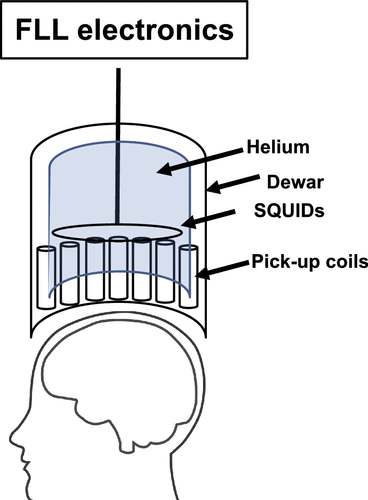 FLL electronics
Helium
Dewar
SQUIDs
Pick-up coils